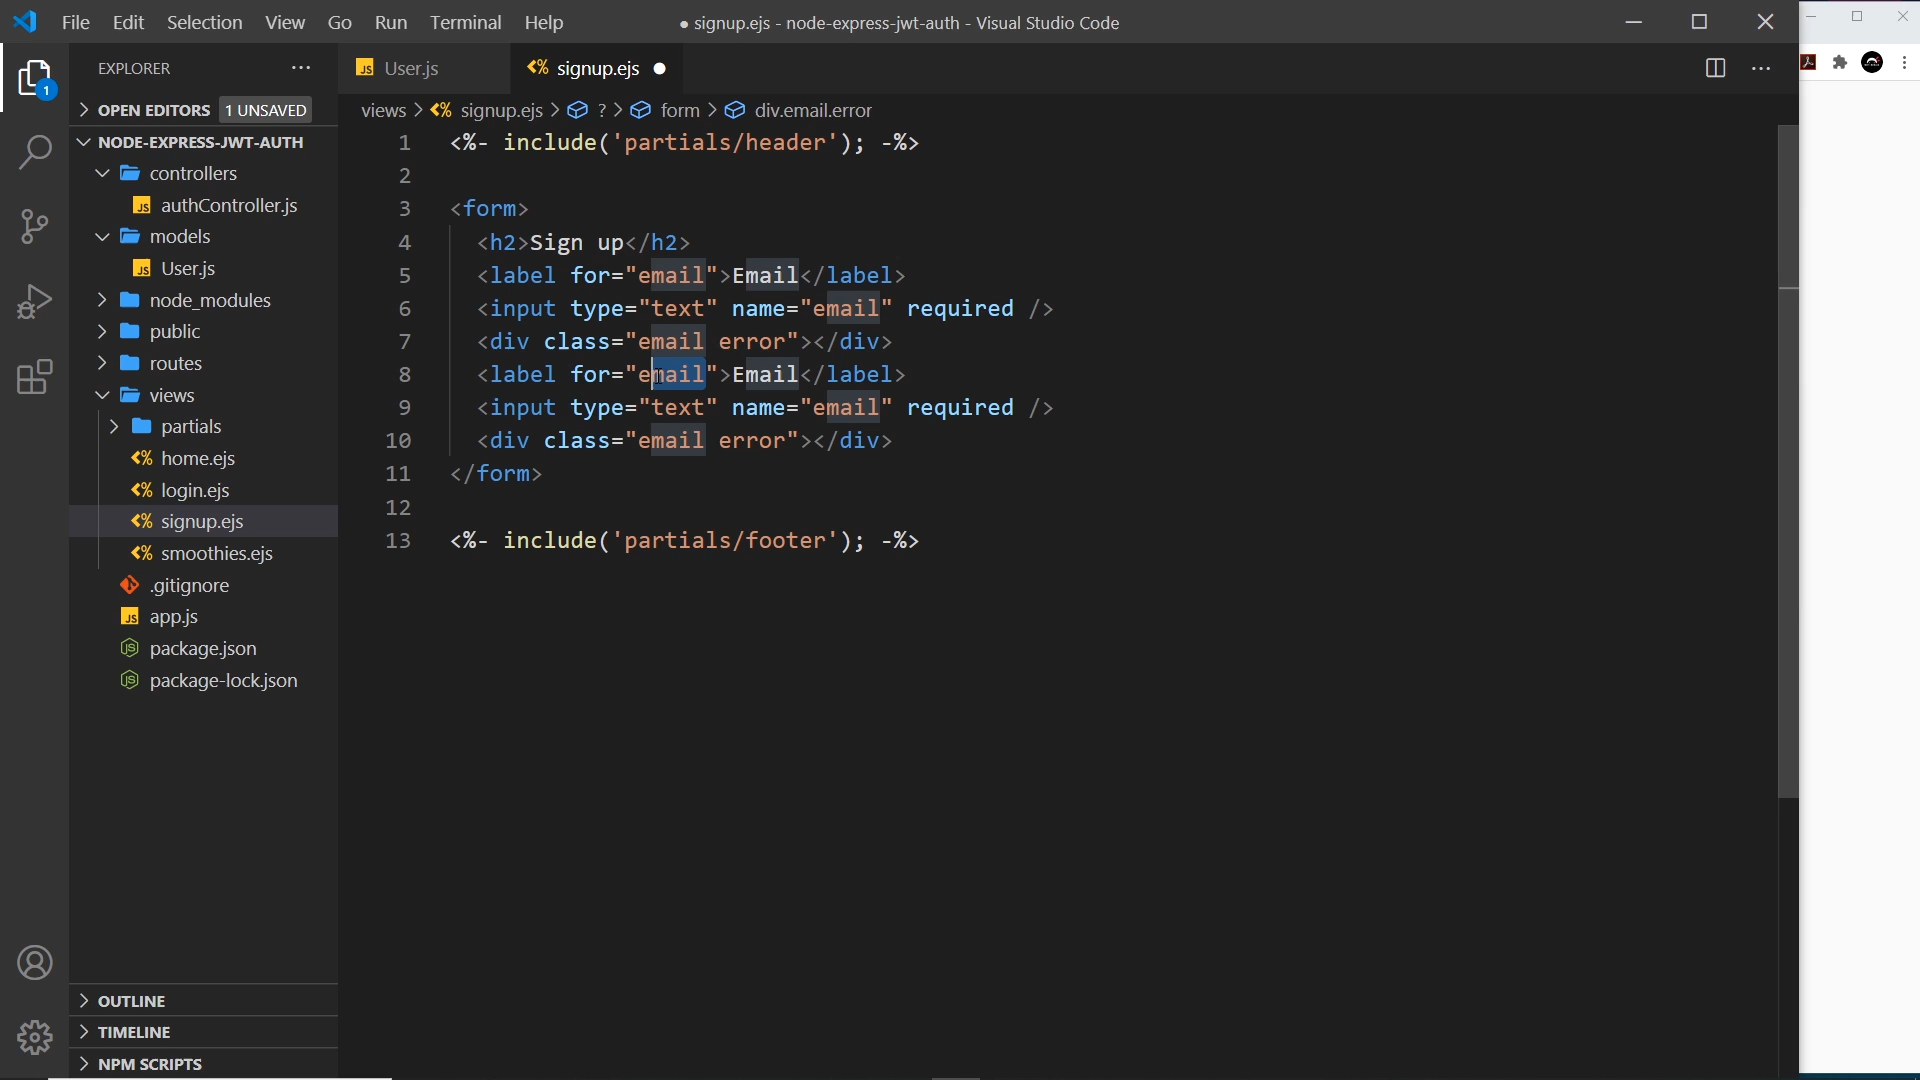 File Edit Selection View Go Run Terminal Help
● signup.ejs - node-express-jwt-auth - Visual Studio Code
EXPLORER
OPEN EDITORS 1 UNSAVED
NODE-EXPRESS-JWT-AUTH
controllers
JS authController.js
models
JS User.js
node_modules
public
routes
views
partials
<% home.ejs
<% login.ejs
<% signup.ejs
<% smoothies.ejs
.gitignore
JS app.js
package.json
package-lock.json
OUTLINE
TIMELINE
NPM SCRIPTS
1
JS User.js
<% signup.ejs ●
views > <% signup.ejs > ? > form > div.email.error
1 <%- include('partials/header'); -%>
2
3 <form>
4 <h2>Sign up</h2>
5 <label for="email">Email</label>
6 <input type="text" name="email" required />
7 <div class="email error"></div>
8 <label for="email">Email</label>
9 <input type="text" name="email" required />
10 <div class="email error"></div>
11 </form>
12
13 <%- include('partials/footer'); -%>